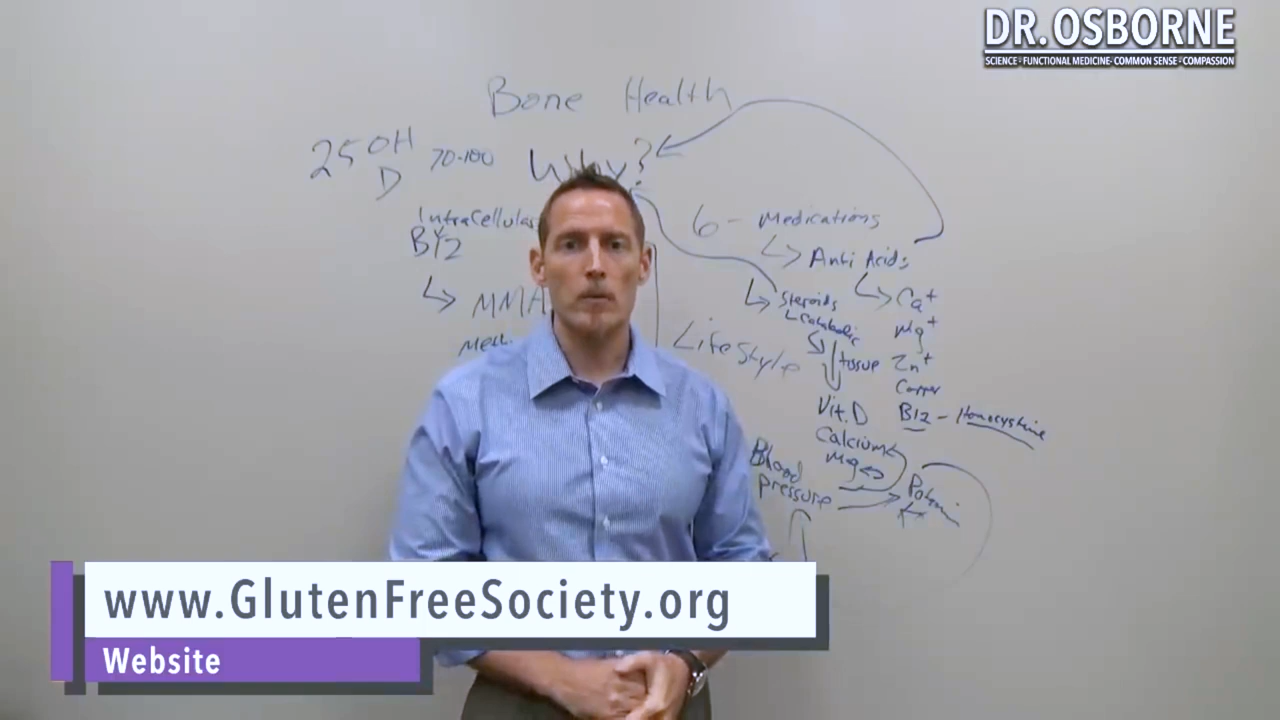 DR. OSBORNE
SCIENCE - FUNCTIONAL MEDICINE- COMMON SENSE - COMPASSION
Bone Health
25 OH D 70-100
Why?
Intracellular
B12
MMA
6 - Medications
Anti Acids
Steroids
Catabolic
tissue
Ca+
Mg+
Zn+
Copper
B12 - Homocysteine
Lifestyle
Vit. D
Calcium
Mg
Blood
pressure
K+
www.GlutenFreeSociety.org
Website